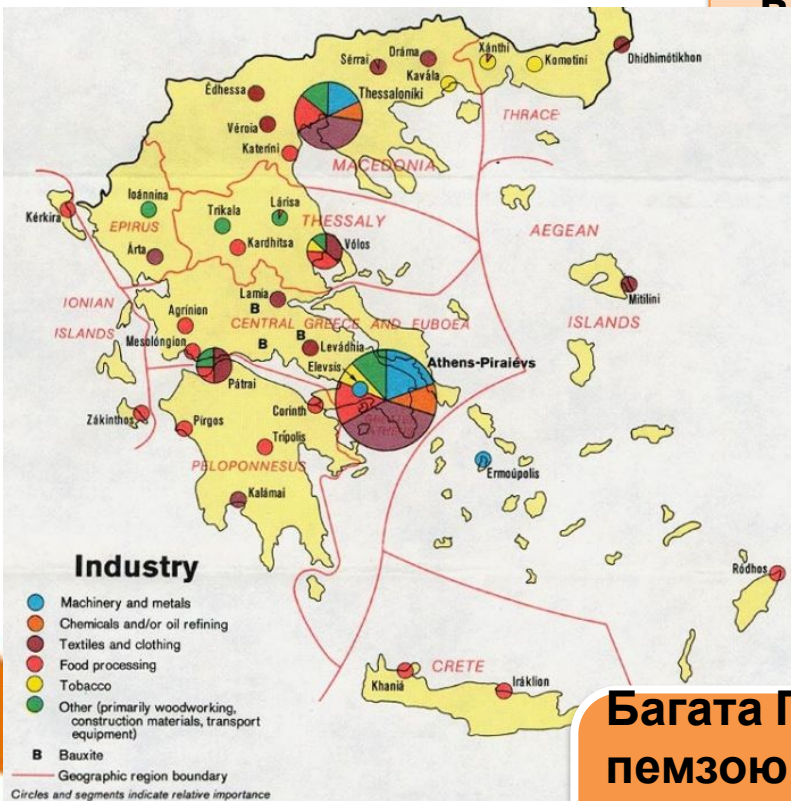 Xánthi
Dráma
Sérrai
Komotiní
Dhidhimótikhon
Kavála
Édhessa
Thessaloníki
THRACE
Véroia
Kateríni
MACEDONIA
Ioánnina
Lárisa
Kérkira
Tríkala
THESSALY
EPIRUS
AEGEAN
Kardhítsa
Vólos
Árta
Mitilíni
IONIAN
Lamía
B
Agrínion
CENTRAL GREECE AND EUBOEA
ISLANDS
ISLANDS
B
B
Mesolóngion
Levádhia
Athens-Piraiévs
Elevsís
Pátrai
GREATER
ATHENS
Zákinthos
Corinth
Pírgos
Trípolis
PELOPONNESUS
Ermoúpolis
Kalámai
Industry
Ródhos
Machinery and metals
Chemicals and/or oil refining
Textiles and clothing
Food processing
CRETE
Khaniá
Iráklion
Tobacco
Other (primarily woodworking,
construction materials, transport
equipment)
B Bauxite
Geographic region boundary
Circles and segments indicate relative importance
Багата
пемзою